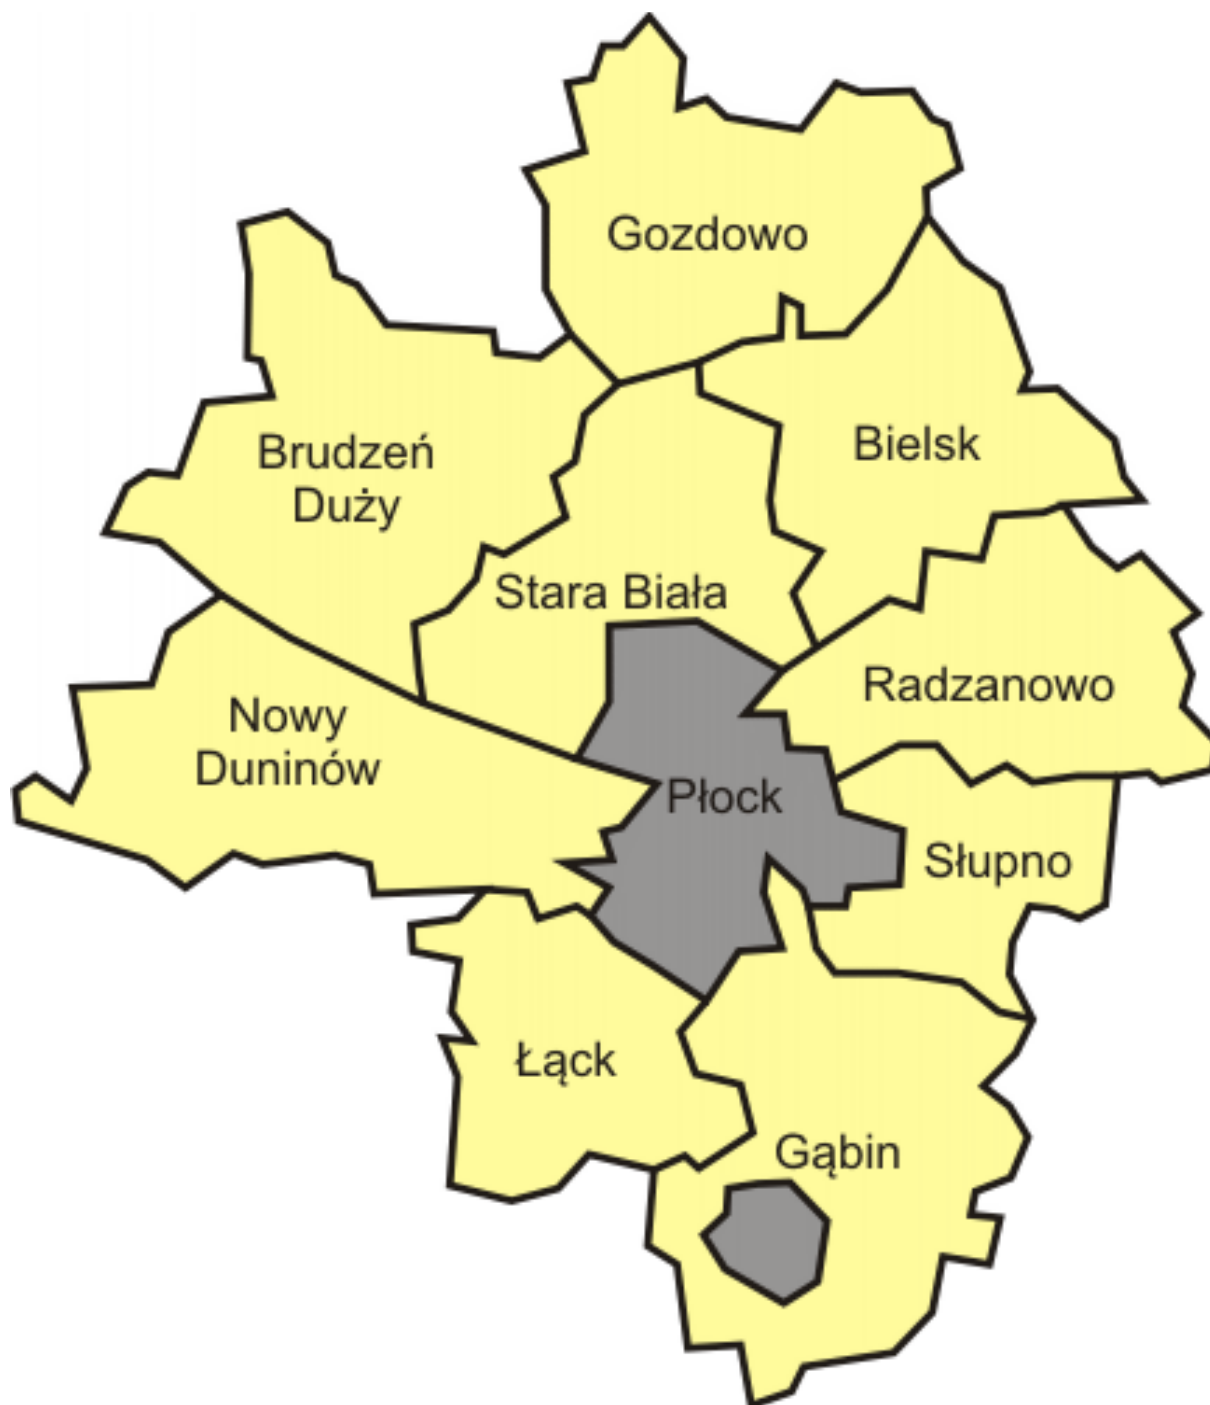 Gozdowo
Brudzeń
Duży
Bielsk
Stara Biała
Radzanowo
Nowy
Duninów
Płock
Słupno
Łąck
Gąbin